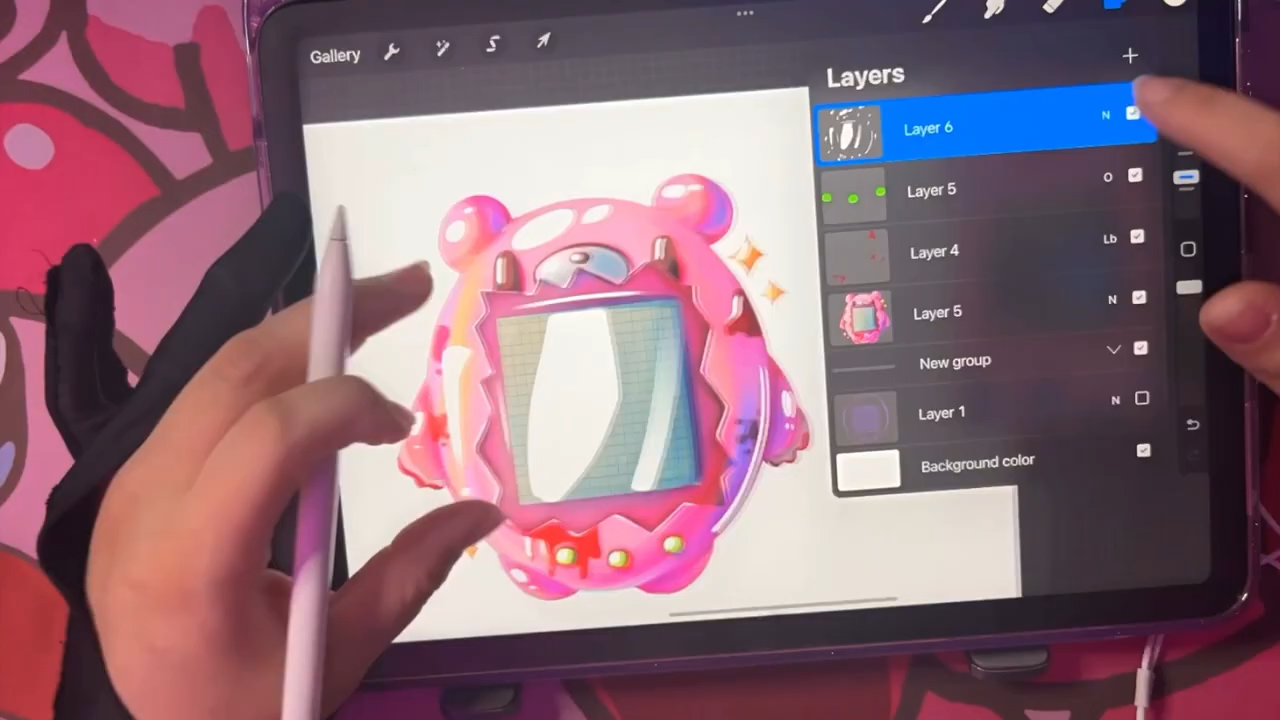 Gallery
Layers
Layer 6 N
Layer 5 O
Layer 4 Lb
Layer 5 N
New group
Layer 1 N
Background color